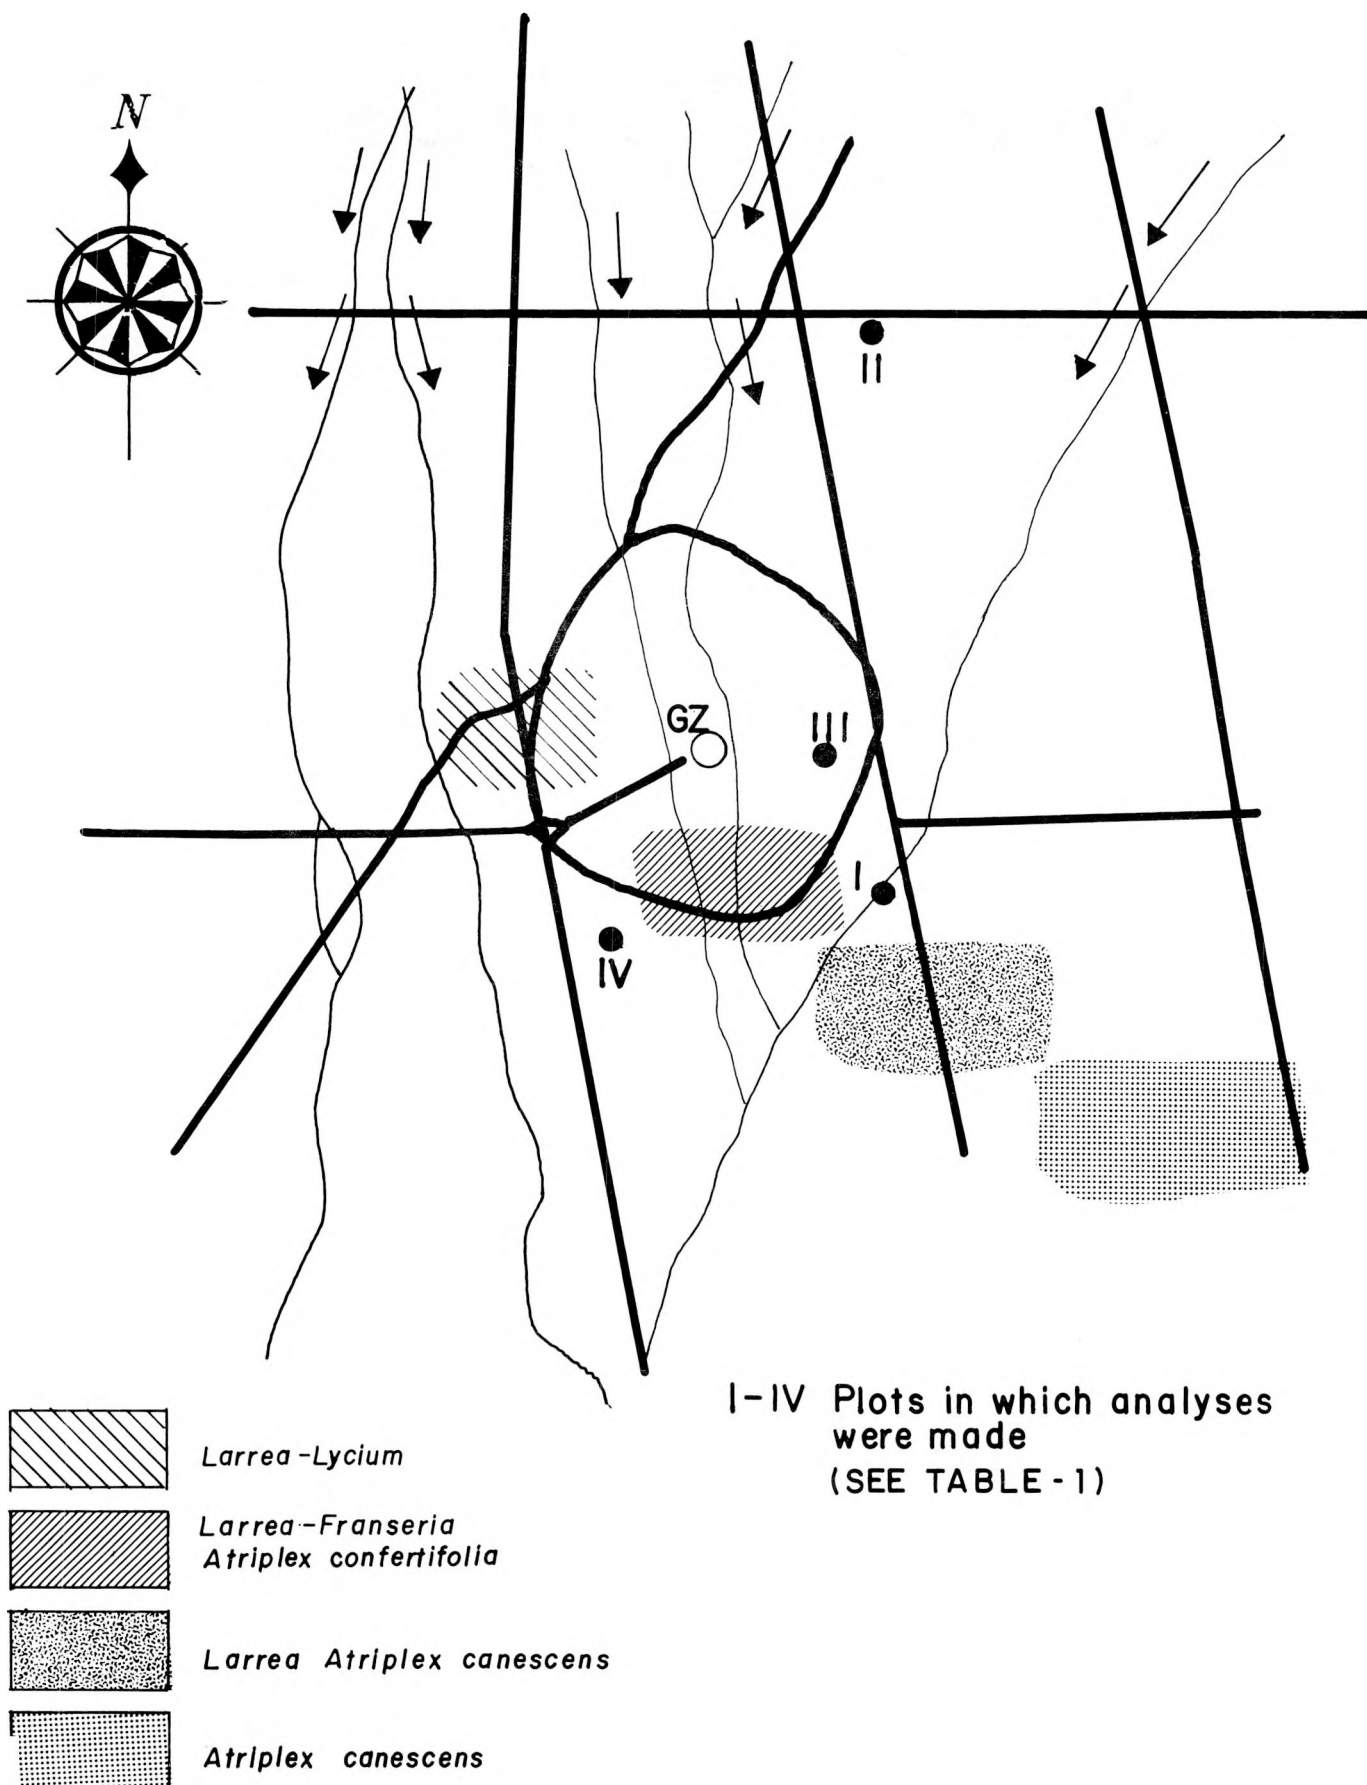 N
II
GZ
III
I
IV
I-IV Plots in which analyses
were made
(SEE TABLE-1)
Larrea-Lycium
Larrea-Franseria
Atriplex confertifolia
Larrea Atriplex canescens
Atriplex canescens